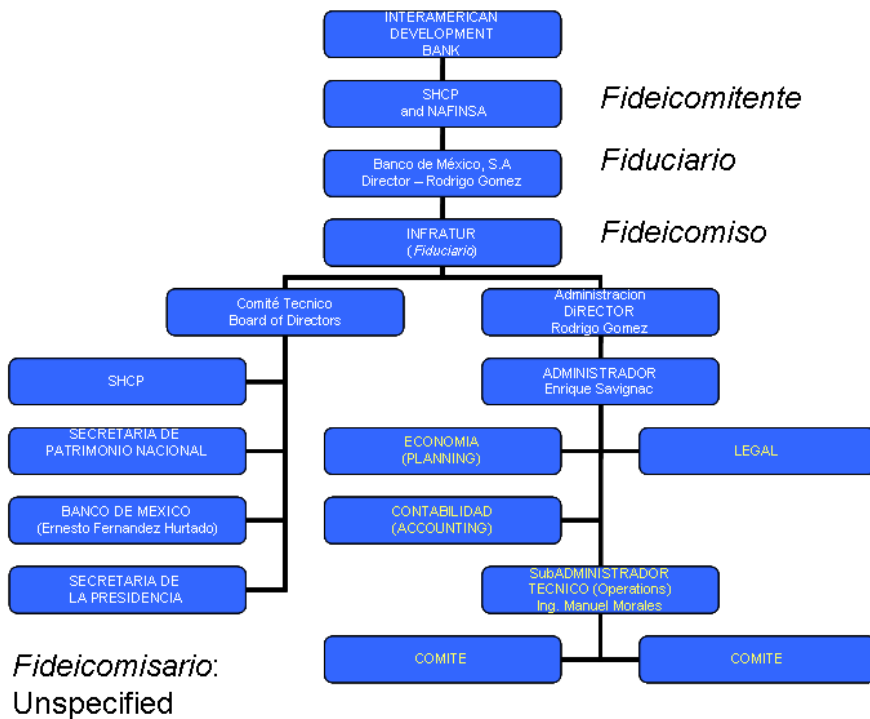 INTERAMERICAN
DEVELOPMENT
BANK
SHCP
and NAFINSA
Fideicomitente
Banco de México, S.A
Director – Rodrigo Gomez
Fiduciario
INFRATUR
(Fiduciario)
Fideicomiso
Comité Tecnico
Board of Directors
Administracion
DiRECTOR
Rodrigo Gomez
SHCP
ADMINISTRADOR
Enrique Savignac
SECRETARIA DE
PATRIMONIO NACIONAL
ECONOMIA
(PLANNING)
LEGAL
BANCO DE MEXICO
(Ernesto Fernandez Hurtado)
CONTABILIDAD
(ACCOUNTING)
SECRETARIA DE
LA PRESIDENCIA
SubADMINISTRADOR
TECNICO (Operations)
Ing. Manuel Morales
Fideicomisario:
Unspecified
COMITE
COMITE